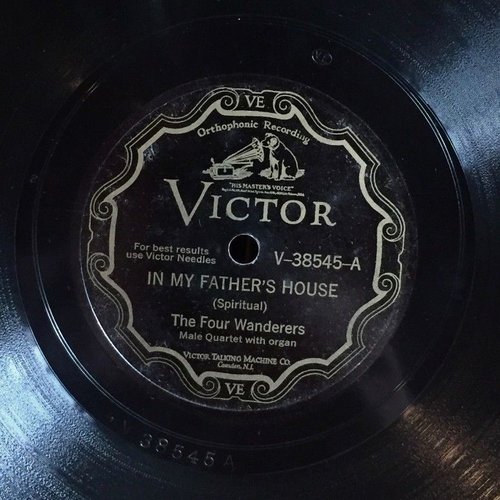 VE
Orthophonic Recording
"HIS MASTER'S VOICE"
VICTOR
For best results
use Victor Needles
V-38545-A
IN MY FATHER'S HOUSE
(Spiritual)
The Four Wanderers
Male Quartet with organ
VICTOR TALKING MACHINE CO.
Camden, N.J.
VE
V 38545 A